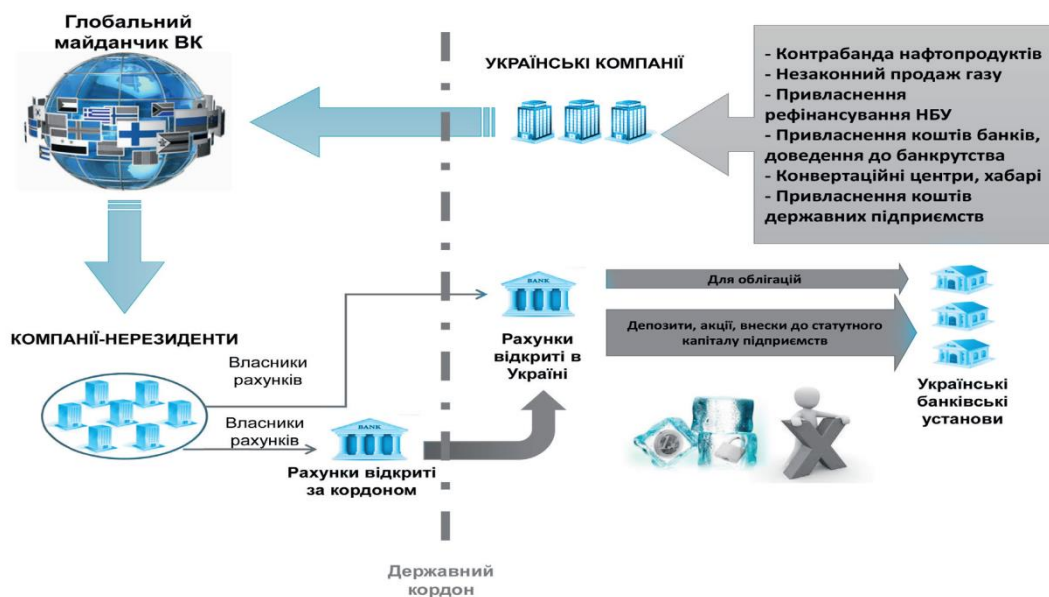 Глобальний
майданчик ВК
УКРАЇНСЬКІ КОМПАНІЇ
- Контрабанда нафтопродуктів
- Незаконний продаж газу
- Привласнення
рефінансування НБУ
- Привласнення коштів банків,
доведення до банкрутства
- Конвертаційні центри, хабарі
- Привласнення коштів
державних підприємств
КОМПАНІЇ-НЕРЕЗИДЕНТИ
Власники
рахунків
Власники
рахунків
BANK
Рахунки відкриті
за кордоном
BANK
Рахунки
відкриті в
Україні
Для облігацій
Депозити, акції, внески до статутного
капіталу підприємств
Українські
банківські
установи
Державний
кордон